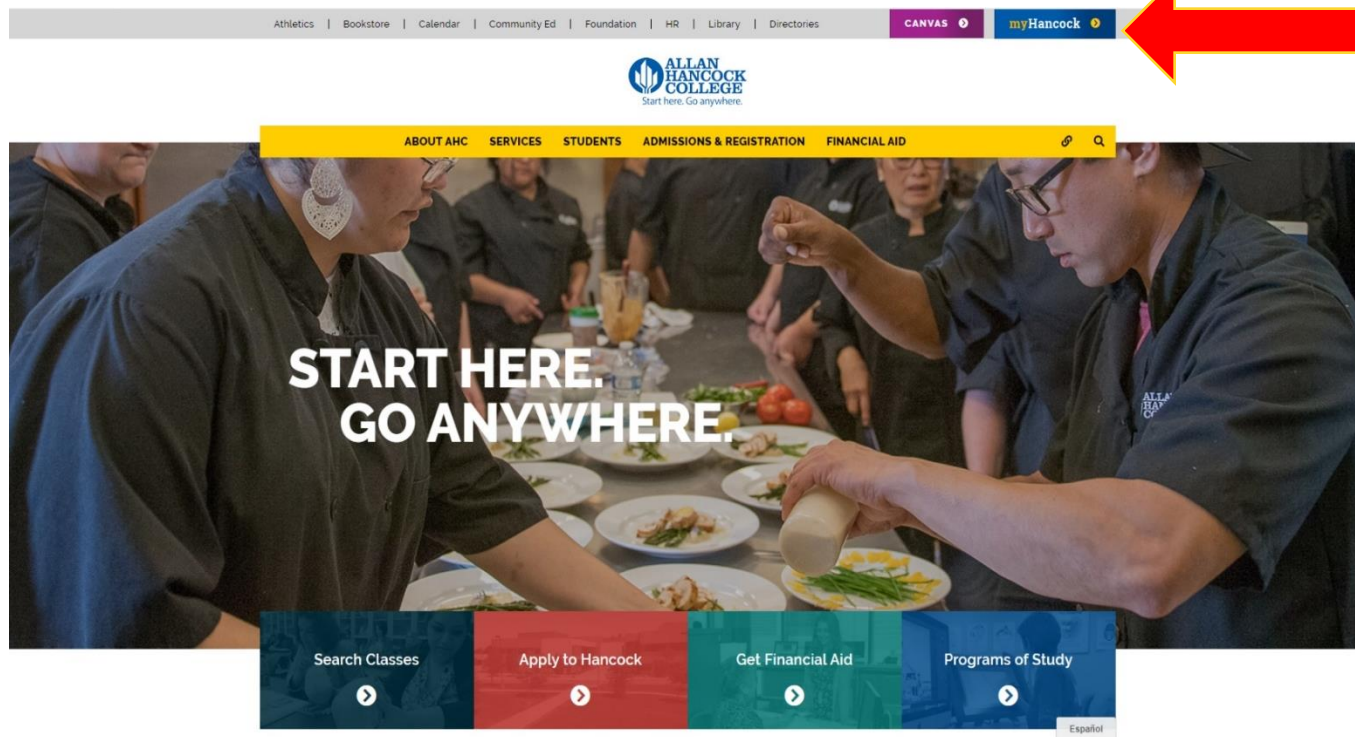 Athletics | Bookstore | Calendar | Community Ed | Foundation | HR | Library | Directories CANVAS myHancock
ALLAN
HANCOCK
COLLEGE
Start here. Go anywhere.
ABOUT AHC SERVICES STUDENTS ADMISSIONS & REGISTRATION FINANCIAL AID
START HERE.
GO ANYWHERE.
Search Classes Apply to Hancock Get Financial Aid Programs of Study
Español